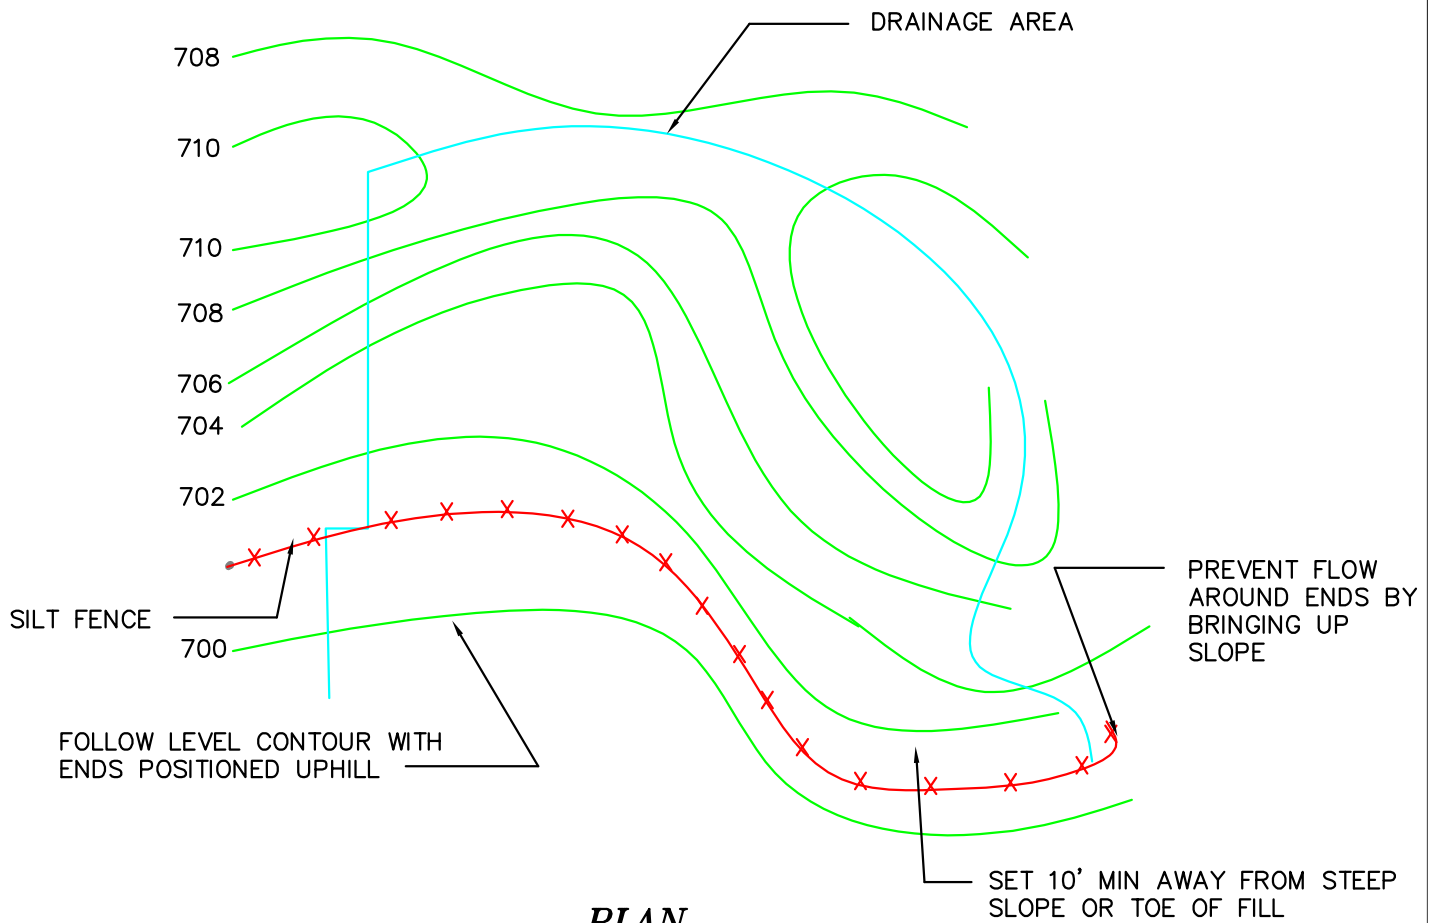 DRAINAGE AREA
708
710
710
708
706
704
702
SILT FENCE
700
PREVENT FLOW
AROUND ENDS BY
BRINGING UP
SLOPE
FOLLOW LEVEL CONTOUR WITH
ENDS POSITIONED UPHILL
SET 10' MIN AWAY FROM STEEP
SLOPE OR TOE OF FILL
PLAN